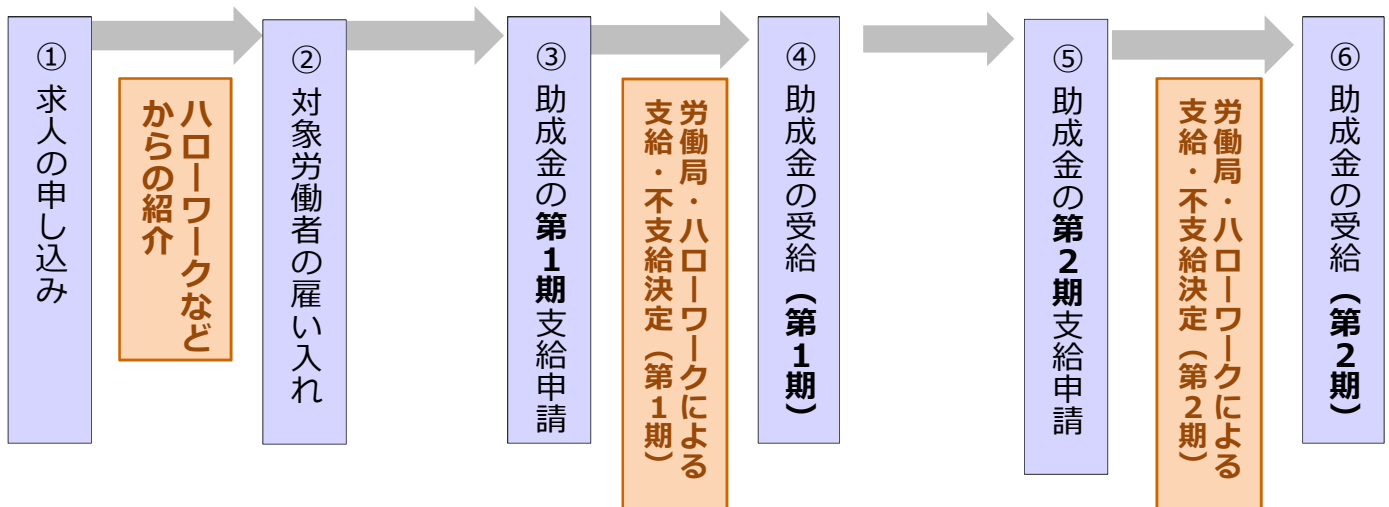 ① 求人の申し込み
ハローワークなど
からの紹介
② 対象労働者の雇い入れ
③ 助成金の第1期支給申請
労働局・ハローワークによる
支給・不支給決定（第1期）
④ 助成金の受給（第1期）
⑤ 助成金の第2期支給申請
労働局・ハローワークによる
支給・不支給決定（第2期）
⑥ 助成金の受給（第2期）